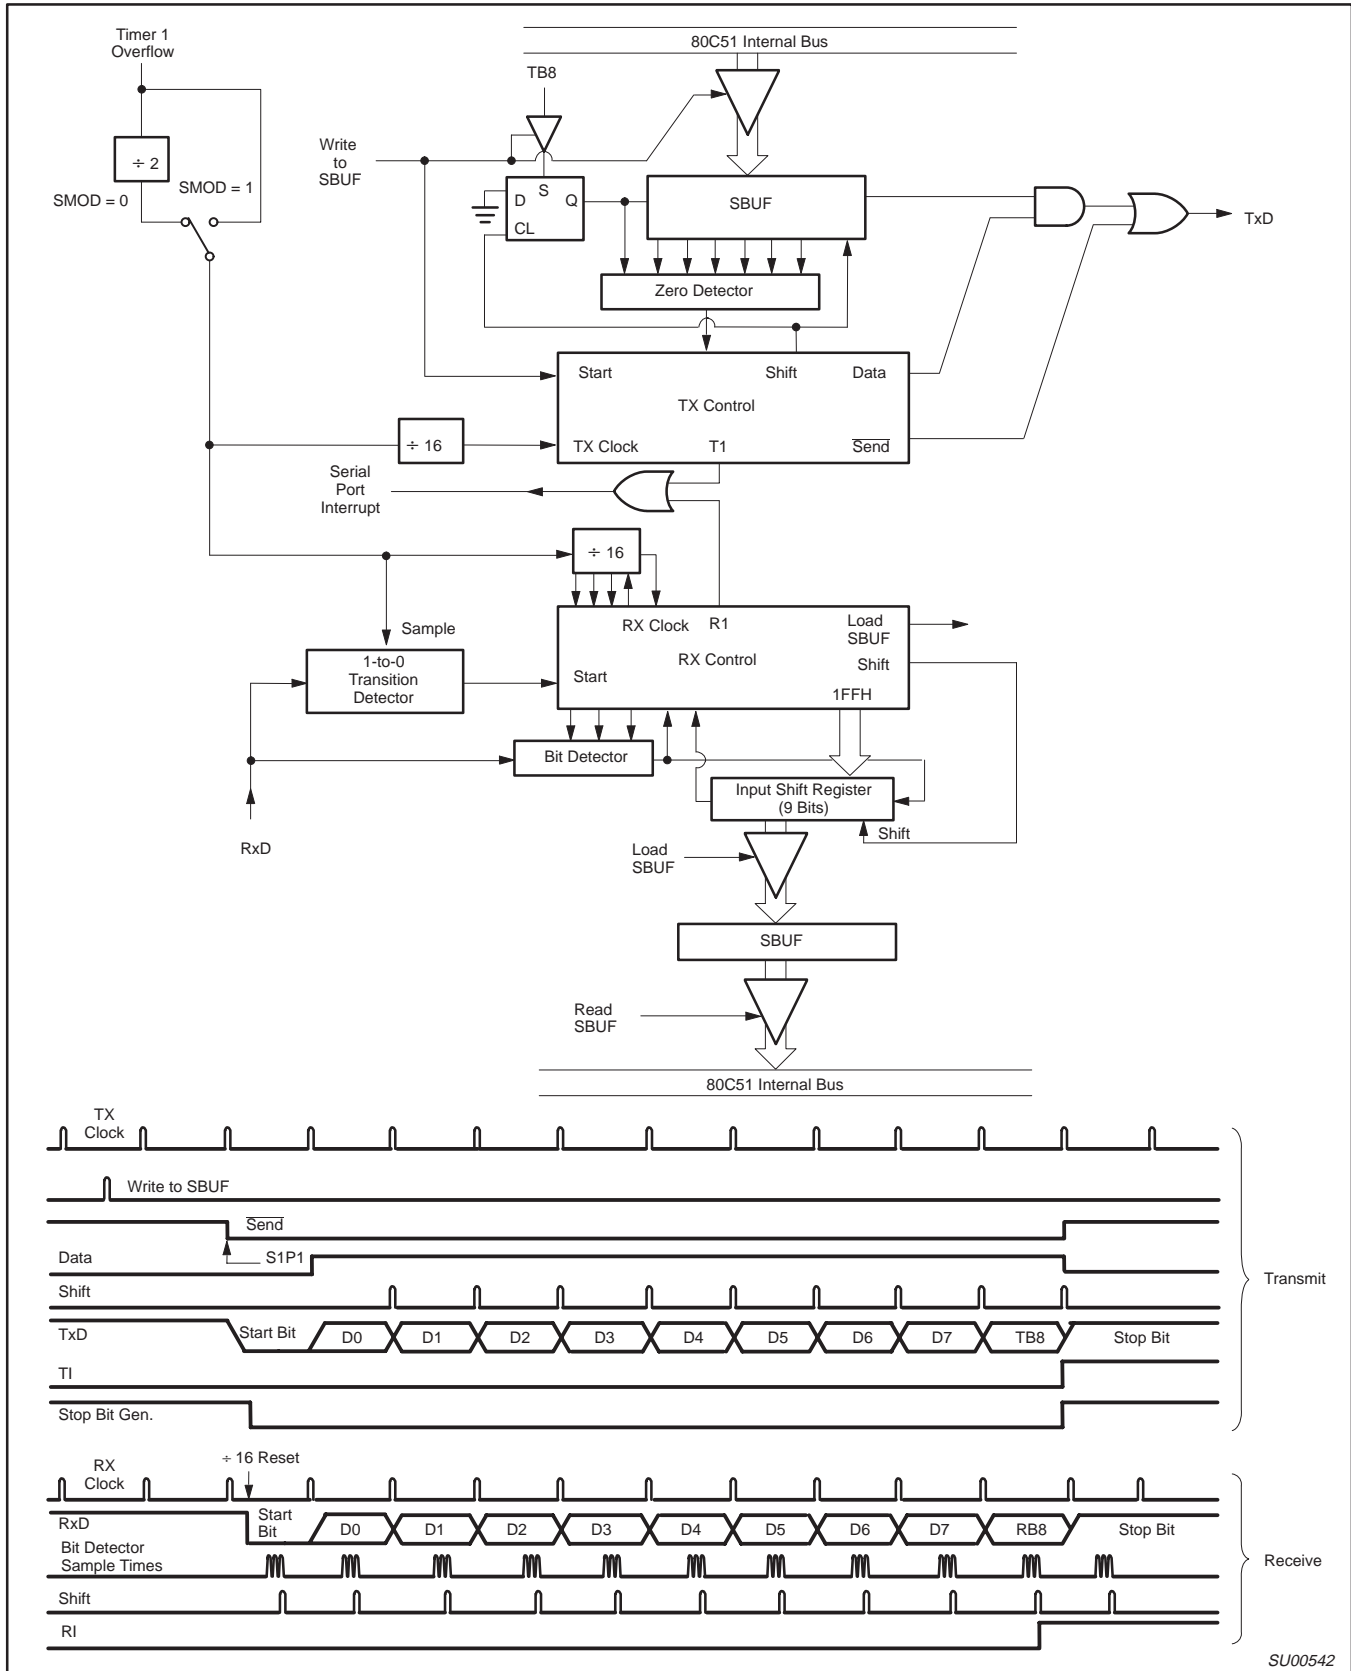 Timer 1
Overflow
80C51 Internal Bus
TB8
Write
to
SBUF
÷ 2
SMOD = 1
SMOD = 0
S
D
Q
CL
SBUF
TxD
Zero Detector
Start
Shift
Data
TX Control
÷ 16
TX Clock
T1
Send
Serial
Port
Interrupt
÷ 16
Sample
RX Clock
R1
Load
SBUF
1-to-0
Transition
Detector
Start
RX Control
Shift
1FFH
Bit Detector
Input Shift Register
(9 Bits)
Shift
RxD
Load
SBUF
SBUF
Read
SBUF
80C51 Internal Bus
TX
Clock
Write to SBUF
Send
Data
S1P1
Transmit
Shift
TxD
Start Bit
D0
D1
D2
D3
D4
D5
D6
D7
TB8
Stop Bit
TI
Stop Bit Gen.
÷ 16 Reset
RX
Clock
RxD
Start
Bit
D0
D1
D2
D3
D4
D5
D6
D7
RB8
Stop Bit
Bit Detector
Sample Times
Receive
Shift
RI
SU00542